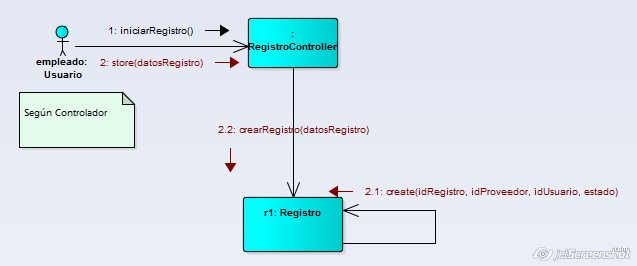 1: iniciarRegistro()
:
RegistroController
empleado:
Usuario
2: store(datosRegistro)
Según Controlador
2.2: crearRegistro(datosRegistro)
2.1: create(idRegistro, idProveedor, idUsuario, estado)
r1: Registro
jetScreenshot